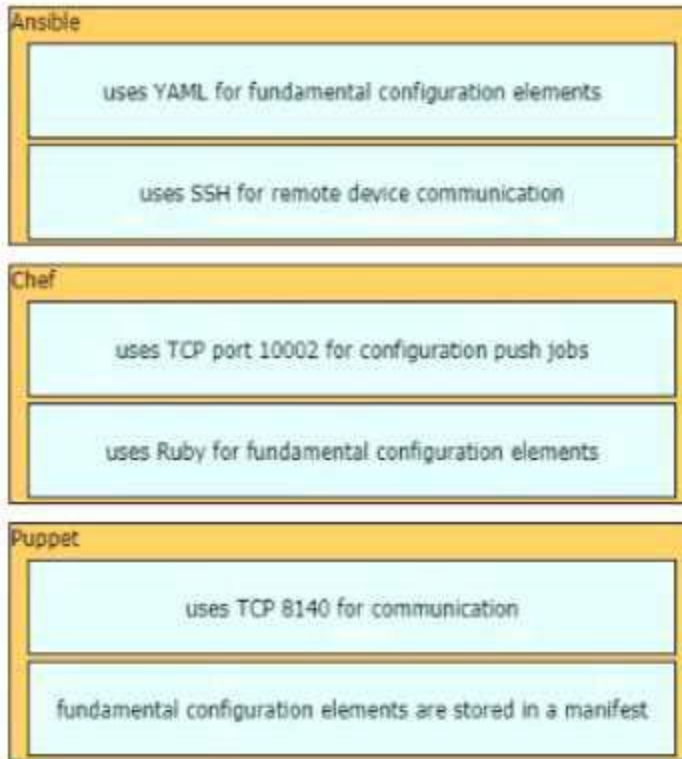 Ansible
uses YAML for fundamental configuration elements
uses SSH for remote device communication
Chef
uses TCP port 10002 for configuration push jobs
uses Ruby for fundamental configuration elements
Puppet
uses TCP 8140 for communication
fundamental configuration elements are stored in a manifest